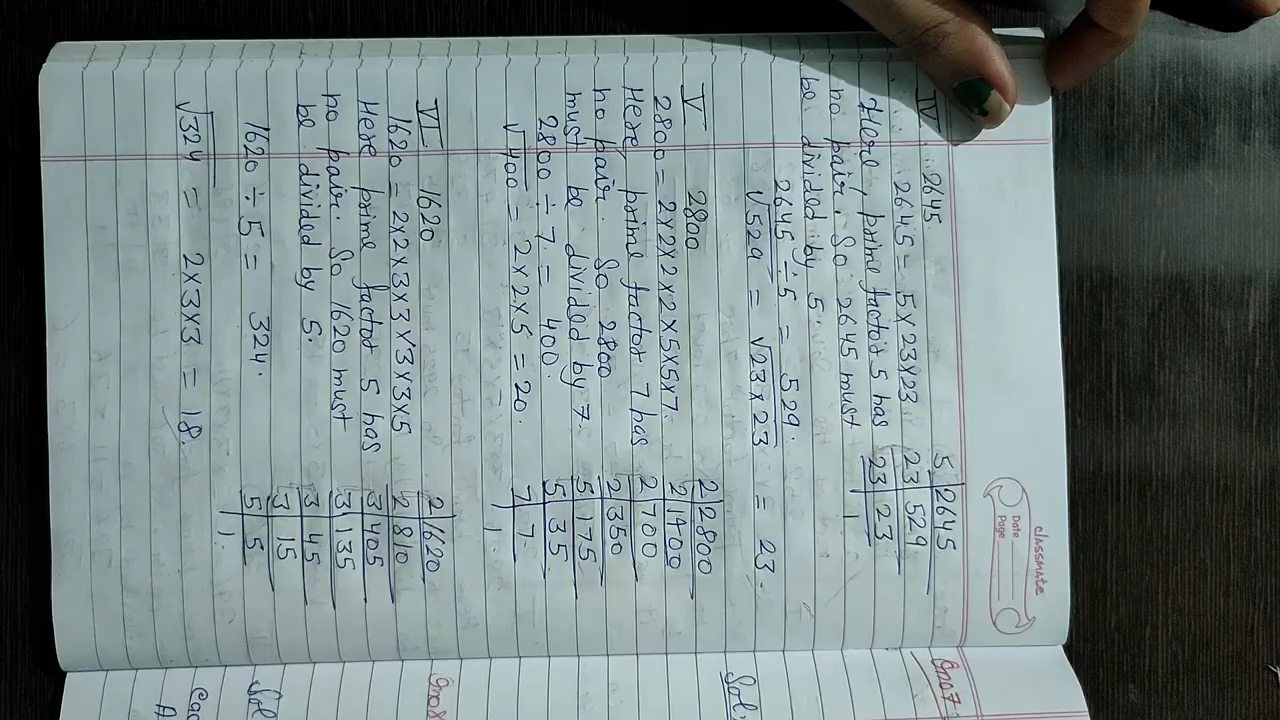 classmate
Date
Page
IV 2645
2645 = 5×23×23
Here, prime factor 5 has
no pair. So 2645 must
be divided by 5.
2645 ÷ 5 = 529.
√529 = √23×23 = 23.
5 2645
23 529
23 23
1
V 2800
2800 = 2×2×2×2×5×5×7.
Here, prime factor 7 has
no pair. So 2800
must be divided by 7.
2800 ÷ 7 = 400.
√400 = 2×2×5 = 20.
2 2800
2 1400
2 700
2 350
5 175
5 35
7 7
1.
VI 1620
1620 = 2×2×3×3×3×3×5
Here prime factor 5 has
no pair. So 1620 must
be divided by 5.
1620 ÷ 5 = 324.
√324 = 2×3×3 = 18.
2 1620
2 810
3 405
3 135
3 45
3 15
5 5
1.
Qno7
Sol:
Qno8
Sol